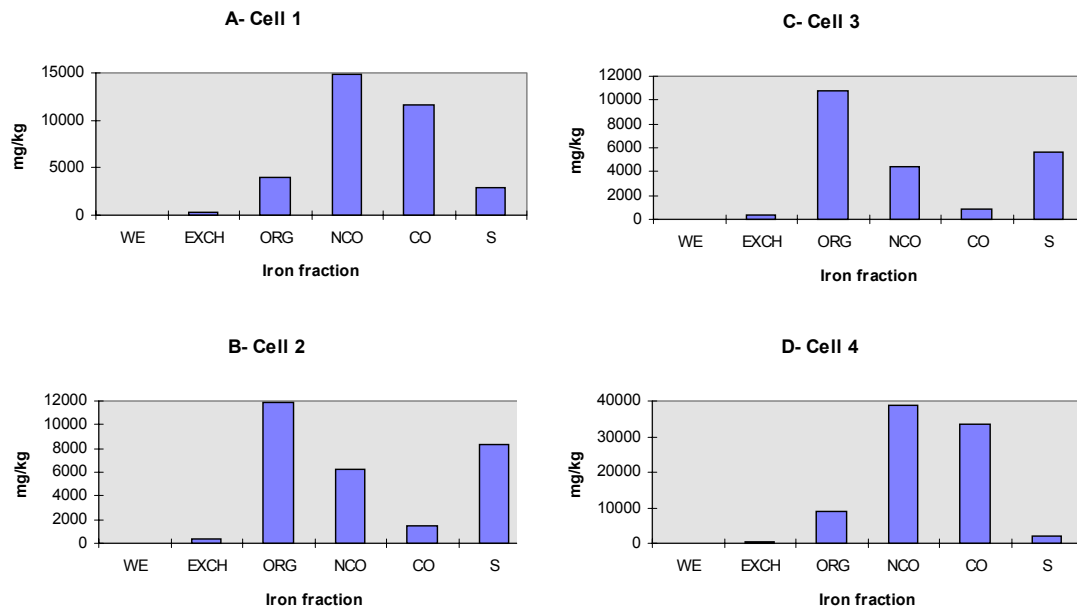 A- Cell 1
15000
10000
5000
0
mg/kg
WE EXCH ORG NCO CO S
Iron fraction
B- Cell 2
12000
10000
8000
6000
4000
2000
0
mg/kg
WE EXCH ORG NCO CO S
Iron fraction
C- Cell 3
12000
10000
8000
6000
4000
2000
0
mg/kg
WE EXCH ORG NCO CO S
Iron fraction
D- Cell 4
40000
30000
20000
10000
0
mg/kg
WE EXCH ORG NCO CO S
Iron fraction